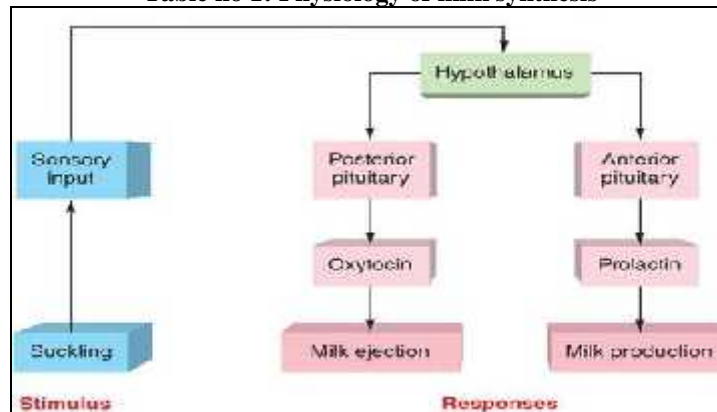 Physiology of milk synthesis
Hypothalamus
Sensory
input
Posterior
pituitary
Anterior
pituitary
Oxytocin
Prolactin
Suckling
Milk ejection
Milk production
Stimulus
Responses